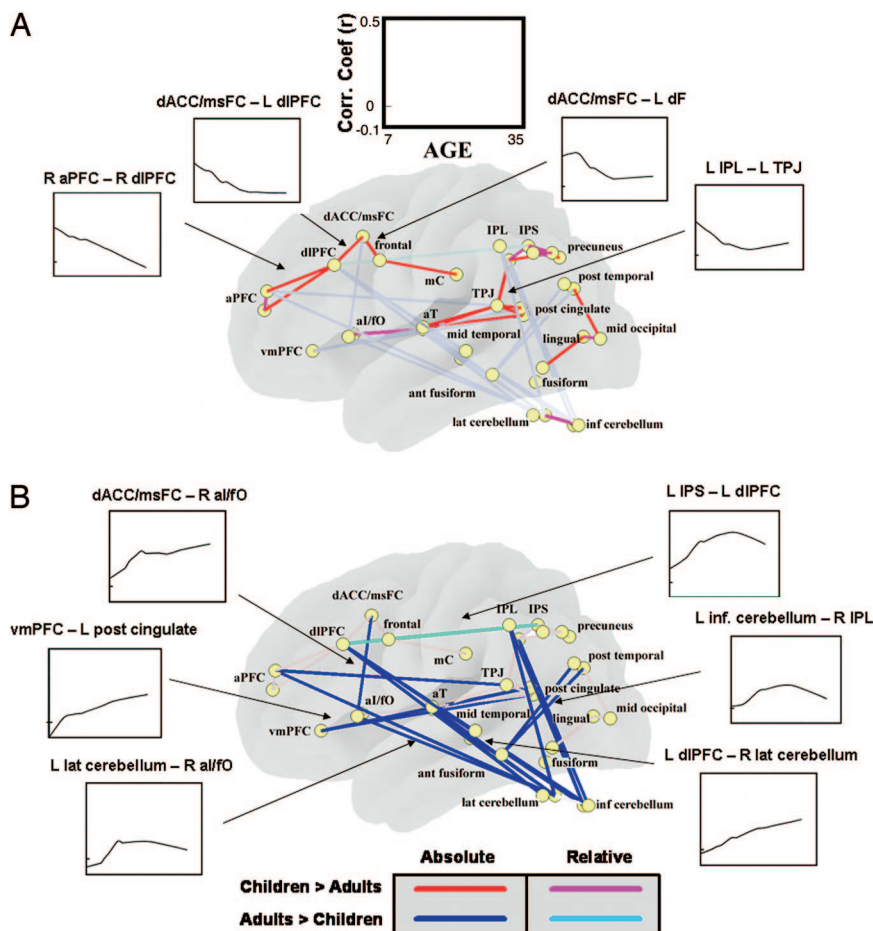 A
0.5
Corr. Coef (r)
0
-0.1
7
35
AGE
dACC/msFC – L dlPFC
dACC/msFC – L dF
R aPFC – R dlPFC
L IPL – L TPJ
dACC/msFC
frontal
IPL
IPS
precuneus
dlPFC
post temporal
mC
aPFC
TPJ
post cingulate
aI/fO
aT
mid temporal
lingual
mid occipital
vmPFC
ant fusiform
fusiform
lat cerebellum
inf cerebellum
B
dACC/msFC – R aI/fO
L IPS – L dlPFC
vmPFC – L post cingulate
L inf. cerebellum – R IPL
L lat cerebellum – R aI/fO
L dlPFC – R lat cerebellum
dACC/msFC
frontal
IPL
IPS
precuneus
dlPFC
post temporal
mC
aPFC
TPJ
post cingulate
aI/fO
aT
mid temporal
lingual
mid occipital
vmPFC
ant fusiform
fusiform
lat cerebellum
inf cerebellum
Absolute
Relative
Children > Adults
Adults > Children